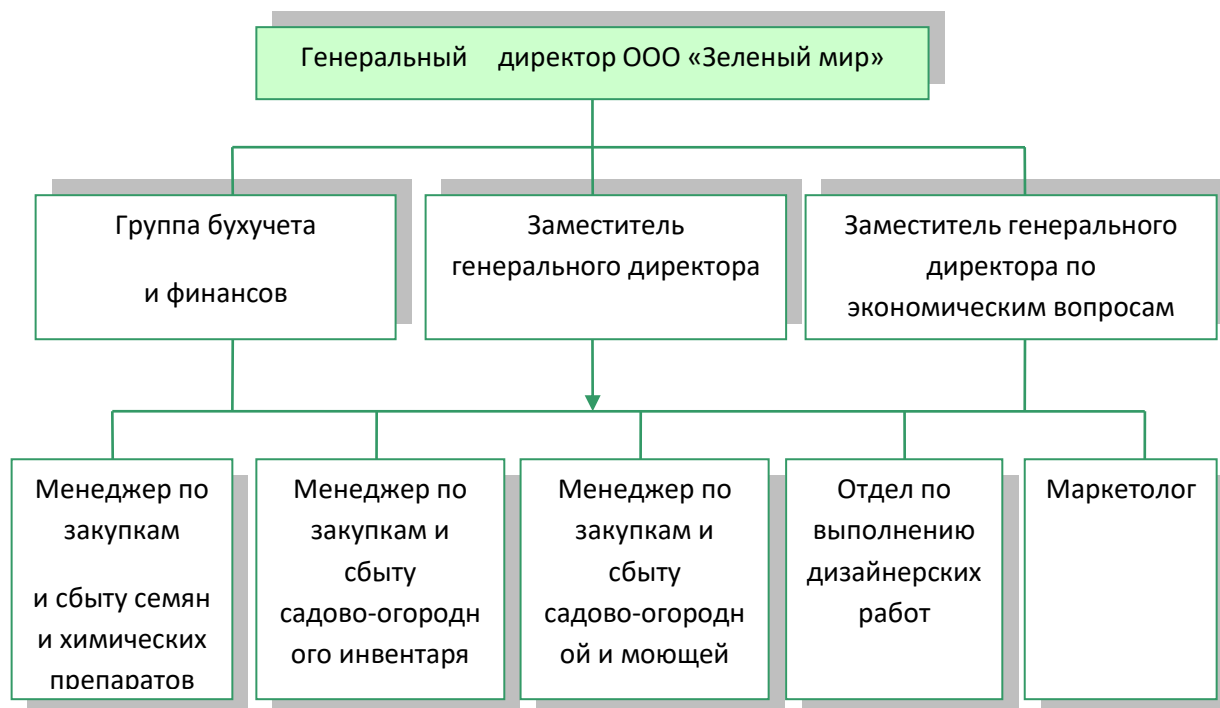 Генеральный директор ООО «Зеленый мир»
Группа бухучета
и финансов
Заместитель
генерального директора
Заместитель генерального
директора по
экономическим вопросам
Менеджер по
закупкам
и сбыту семян
и химических
препаратов
Менеджер по
закупкам и
сбыту
садово-огородн
ого инвентаря
Менеджер по
закупкам и
сбыту
садово-огородн
ой и моющей
Отдел по
выполнению
дизайнерских
работ
Маркетолог